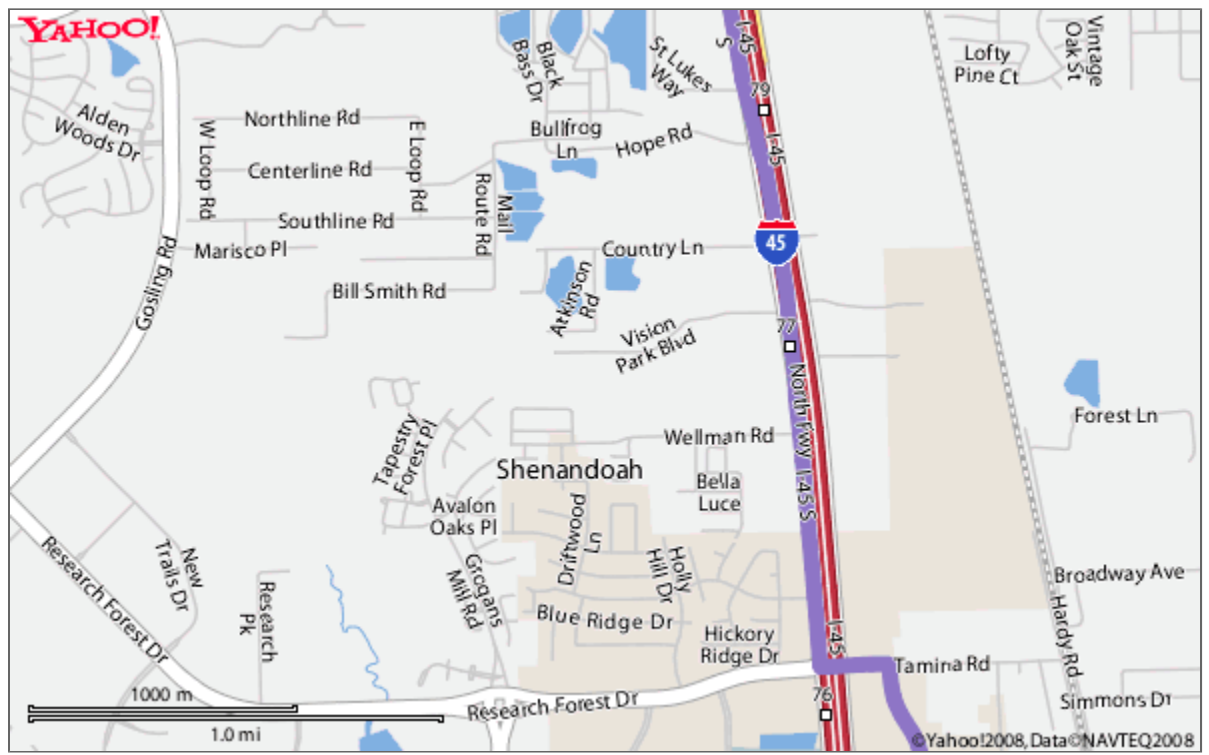 YAHOO!
Alden
Woods Dr
Northline Rd
Centerline Rd
Southline Rd
Marisco Pl
Bill Smith Rd
W Loop Rd
E Loop Rd
Gosling Rd
Mail
Route Rd
Black
Bass Dr
Bullfrog
Ln
Hope Rd
St Lukes
Way
I-45
S
79
I-45
45
Country Ln
Atkinson
Rd
Vision
Park Blvd
77
North Fwy
I-45 S
Lofty
Pine Ct
Vintage
Oak St
Forest Ln
Tapestry
Forest Pl
Wellman Rd
Shenandoah
Bella
Luce
Avalon
Oaks Pl
Driftwood
Ln
Holly
Hill Dr
Grogans
Mill Rd
Blue Ridge Dr
Hickory
Ridge Dr
New
Trails Dr
Research
Pk
Research Forest Dr
Research Forest Dr
Broadway Ave
Hardy Rd
I-45
Tamina Rd
Simmons Dr
76
1000 m
1.0 mi
©Yahoo!2008, Data©NAVTEQ2008